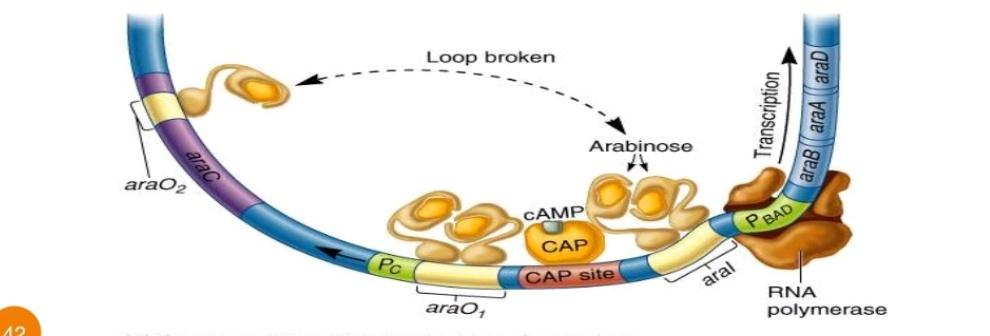 Loop broken
araD
araA
araB
Transcription
Arabinose
araO2
araC
cAMP
CAP
PBAD
PC
CAP site
araI
araO1
RNA
polymerase
42